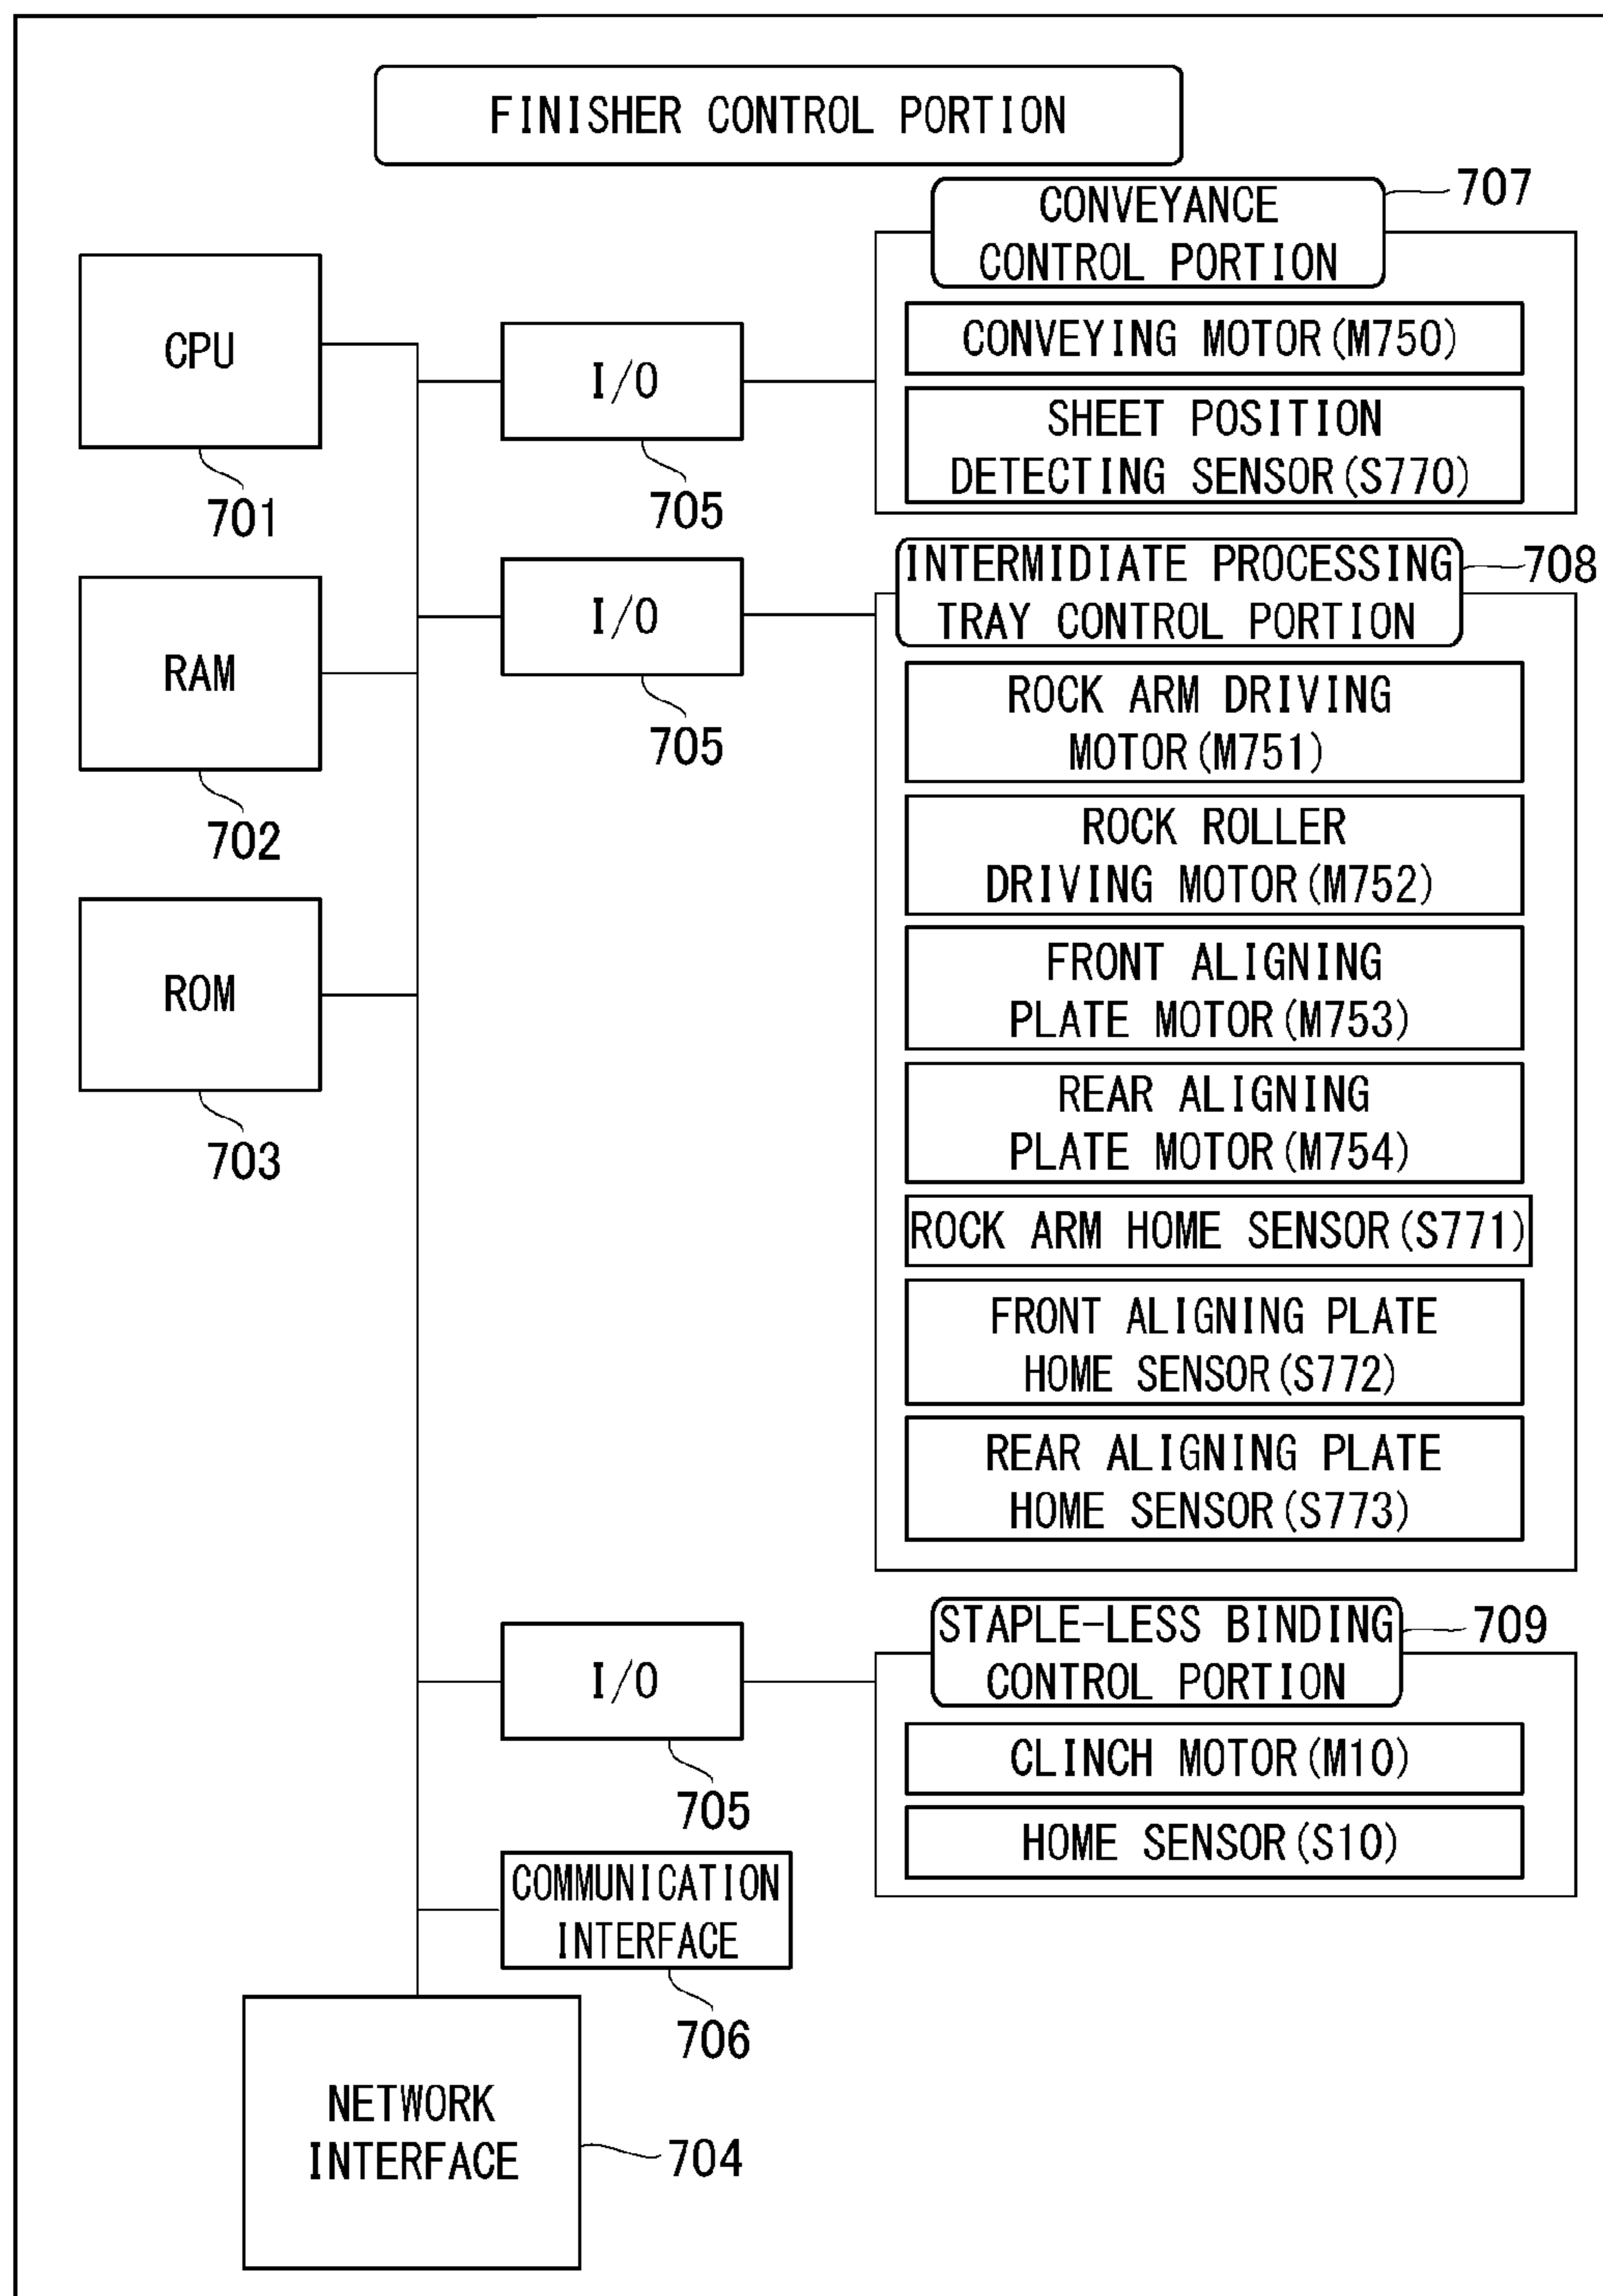 FINISHER CONTROL PORTION
CPU
701
RAM
702
ROM
703
I/O
705
CONVEYANCE
CONTROL PORTION
707
CONVEYING MOTOR(M750)
SHEET POSITION
DETECTING SENSOR(S770)
I/O
705
INTERMIDIATE PROCESSING
TRAY CONTROL PORTION
708
ROCK ARM DRIVING
MOTOR(M751)
ROCK ROLLER
DRIVING MOTOR(M752)
FRONT ALIGNING
PLATE MOTOR(M753)
REAR ALIGNING
PLATE MOTOR(M754)
ROCK ARM HOME SENSOR(S771)
FRONT ALIGNING PLATE
HOME SENSOR(S772)
REAR ALIGNING PLATE
HOME SENSOR(S773)
I/O
705
STAPLE-LESS BINDING
CONTROL PORTION
709
CLINCH MOTOR(M10)
HOME SENSOR(S10)
COMMUNICATION
INTERFACE
706
NETWORK
INTERFACE
704